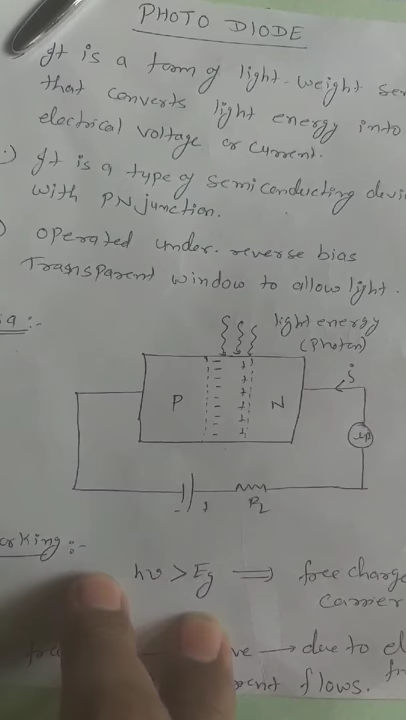 PHOTO DIODE
It is a form of light-weight
that converts light energy into
electrical voltage or current.
It is a type of semiconducting
with PN junction.
operated under reverse bias
Transparent window to allow light.
light energy
(Photon)
P
N
- +
RL
hν > Eg ⟹ free charge
carrier
→ due to
flows.